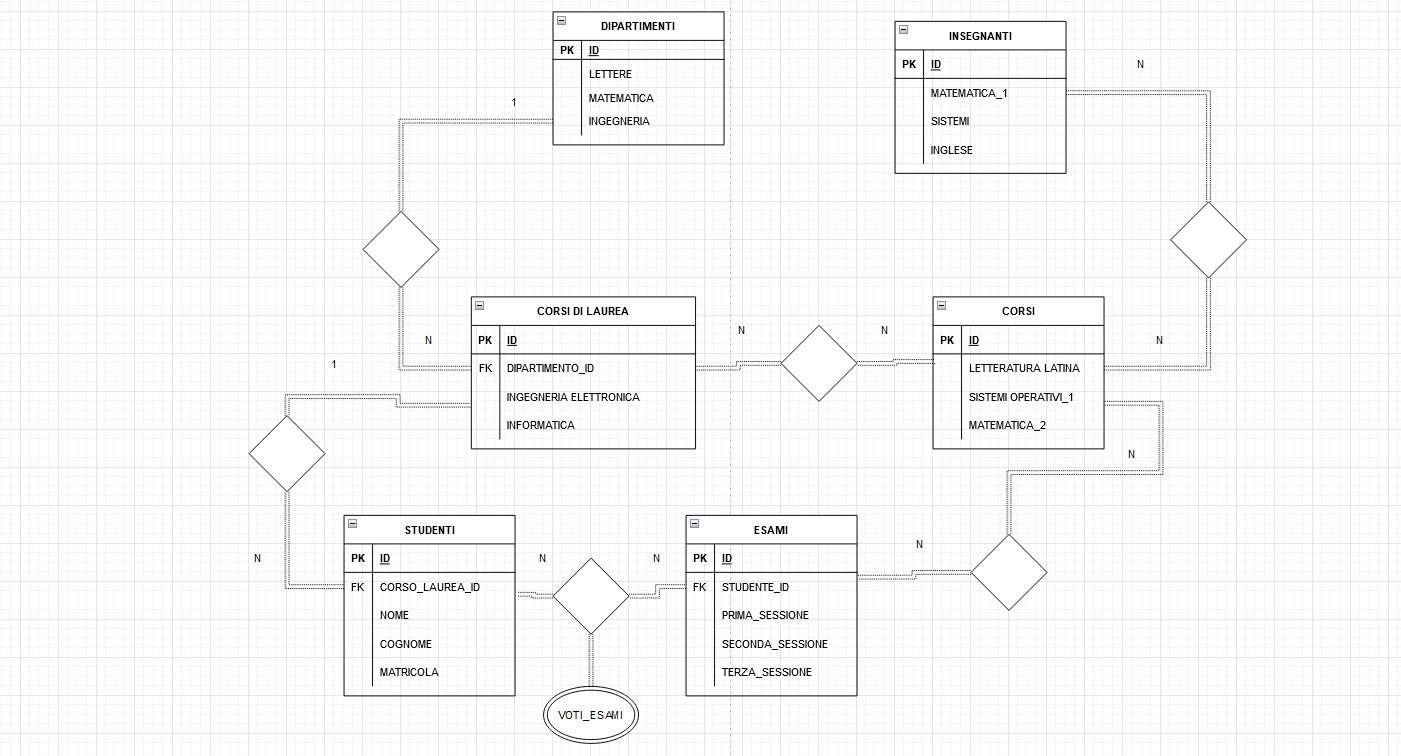 DIPARTIMENTI
PK ID
LETTERE
MATEMATICA
INGEGNERIA
1
INSEGNANTI
PK ID
MATEMATICA_1
SISTEMI
INGLESE
N
N
CORSI DI LAUREA
PK ID
FK DIPARTIMENTO_ID
INGEGNERIA ELETTRONICA
INFORMATICA
1
N
N
CORSI
PK ID
LETTERATURA LATINA
SISTEMI OPERATIVI_1
MATEMATICA_2
N
N
N
STUDENTI
PK ID
FK CORSO_LAUREA_ID
NOME
COGNOME
MATRICOLA
N
N
ESAMI
PK ID
FK STUDENTE_ID
PRIMA_SESSIONE
SECONDA_SESSIONE
TERZA_SESSIONE
N
VOTI_ESAMI